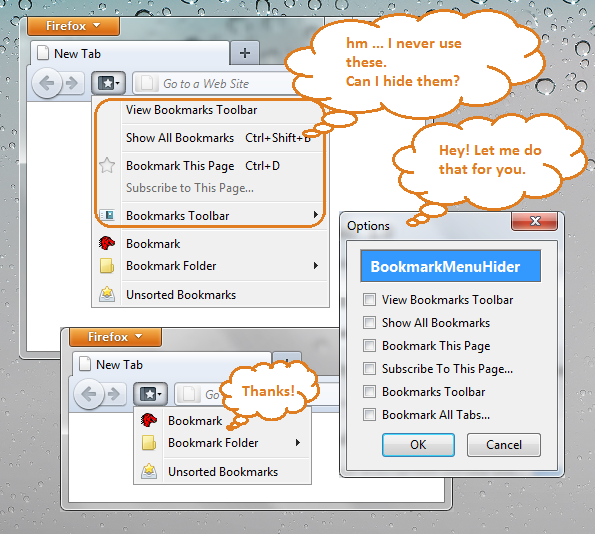 Firefox
New Tab
Go to a Web Site
View Bookmarks Toolbar
Show All Bookmarks Ctrl+Shift+B
Bookmark This Page Ctrl+D
Subscribe to This Page...
Bookmarks Toolbar
Bookmark
Bookmark Folder
Unsorted Bookmarks
hm ... I never use
these.
Can I hide them?
Hey! Let me do
that for you.
Options
BookmarkMenuHider
View Bookmarks Toolbar
Show All Bookmarks
Bookmark This Page
Subscribe To This Page...
Bookmarks Toolbar
Bookmark All Tabs...
OK Cancel
Firefox
New Tab
Go
Thanks!
Bookmark
Bookmark Folder
Unsorted Bookmarks